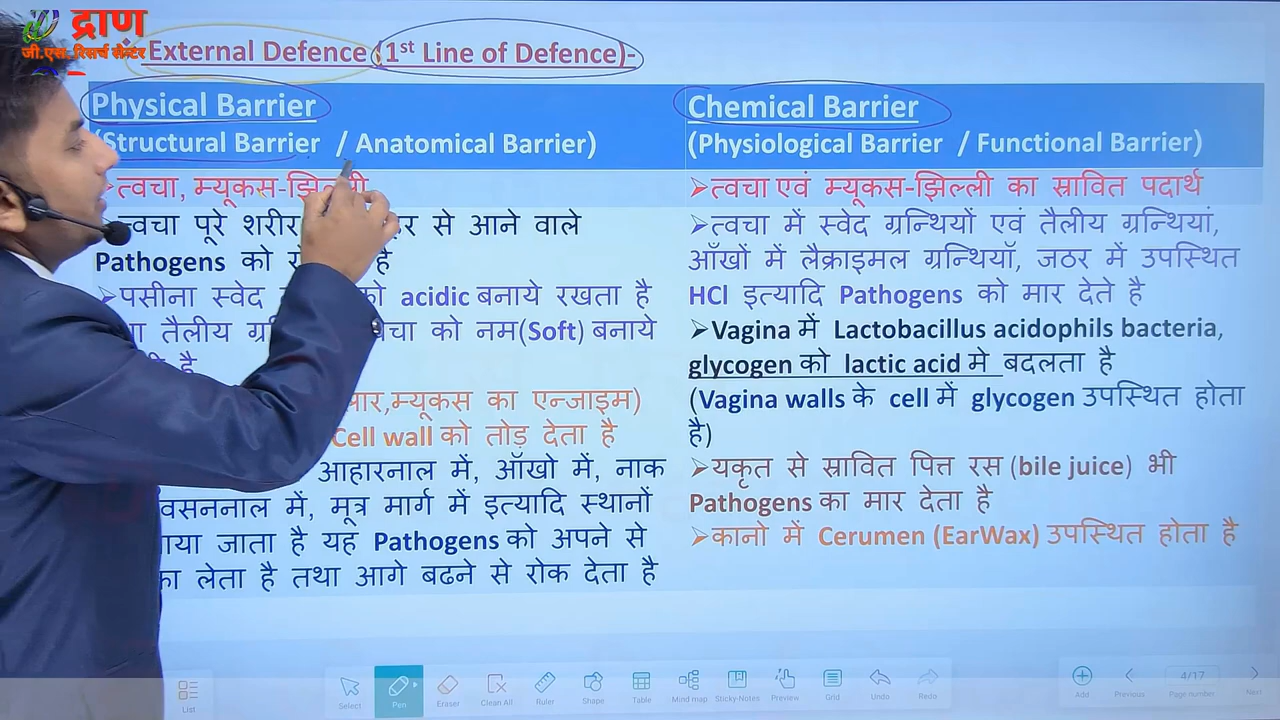 द्राण
जी.एस. रिसर्च सेन्टर
External Defence (1st Line of Defence)-
Physical Barrier
(Structural Barrier / Anatomical Barrier)
Chemical Barrier
(Physiological Barrier / Functional Barrier)
➢त्वचा, म्यूकस-झिल्ली
त्वचा पूरे शरीर से आने वाले
Pathogens को है
➢पसीना स्वेद को acidic बनाये रखता है
तैलीय को नम(Soft) बनाये
है
म्यूकस का एन्जाइम)
Cell wall को तोड़ देता है
आहारनाल में, ऑखो में, नाक
में, मूत्र मार्ग में इत्यादि स्थानों
जाता है यह Pathogens को अपने से
लेता है तथा आगे बढने से रोक देता है
➢त्वचा एवं म्यूकस-झिल्ली का स्रावित पदार्थ
➢त्वचा में स्वेद ग्रन्थियों एवं तैलीय ग्रन्थियां,
ऑंखों में लैक्राइमल ग्रन्थियॉ, जठर में उपस्थित
HCl इत्यादि Pathogens को मार देते है
➢Vagina में Lactobacillus acidophils bacteria,
glycogen को lactic acid मे बदलता है
(Vagina walls के cell में glycogen उपस्थित होता
है)
➢यकृत से स्रावित पित्त रस (bile juice) भी
Pathogens का मार देता है
➢कानो में Cerumen (EarWax) उपस्थित होता है
List
Select
Pen
Eraser
Clean All
Ruler
Shape
Table
Mind map
Sticky-Notes
Preview
Grid
Undo
Redo
Add
Previous
4/17
Page number
Next